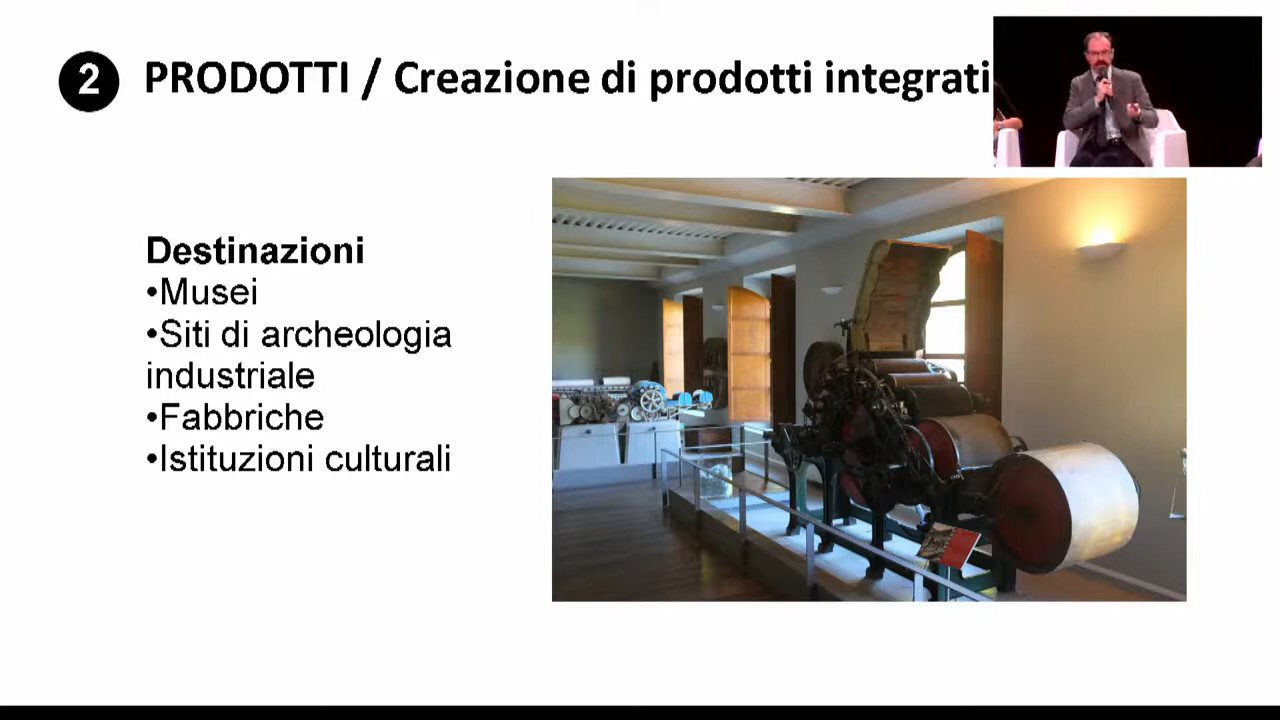 2 PRODOTTI / Creazione di prodotti integrati
Destinazioni
•Musei
•Siti di archeologia
industriale
•Fabbriche
•Istituzioni culturali